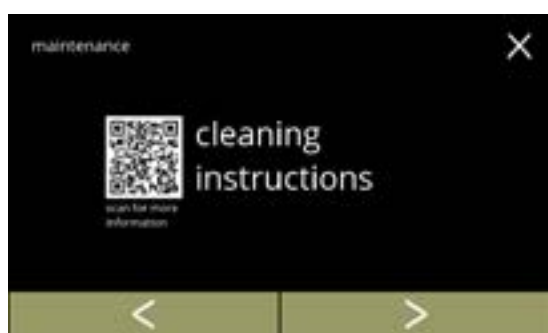 maintenance
cleaning
instructions
scan for more
information